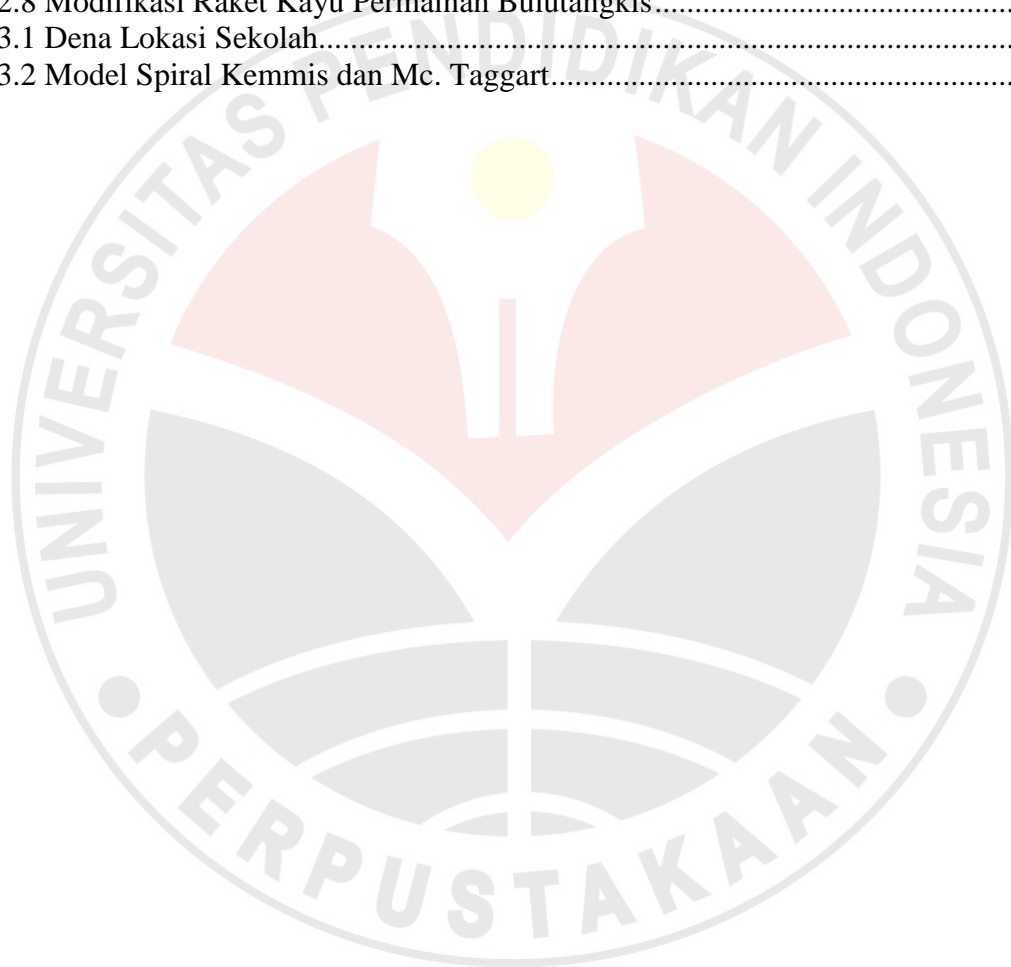 2.8 Modifikasi Raket Kayu Permainan Bulutangkis....................................................
3.1 Dena Lokasi Sekolah..........................................................................................
3.2 Model Spiral Kemmis dan Mc. Taggart............................................................
UNIVERSITAS PENDIDIKAN INDONESIA
PERPUSTAKAAN